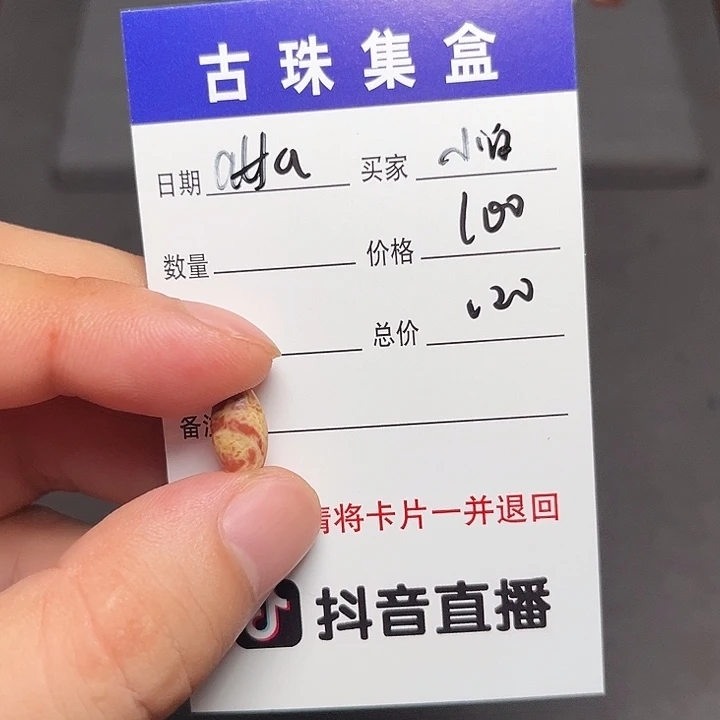 古珠集盒
日期 买家
数量 价格 100
总价 120
备
请将卡片一并退回
抖音直播